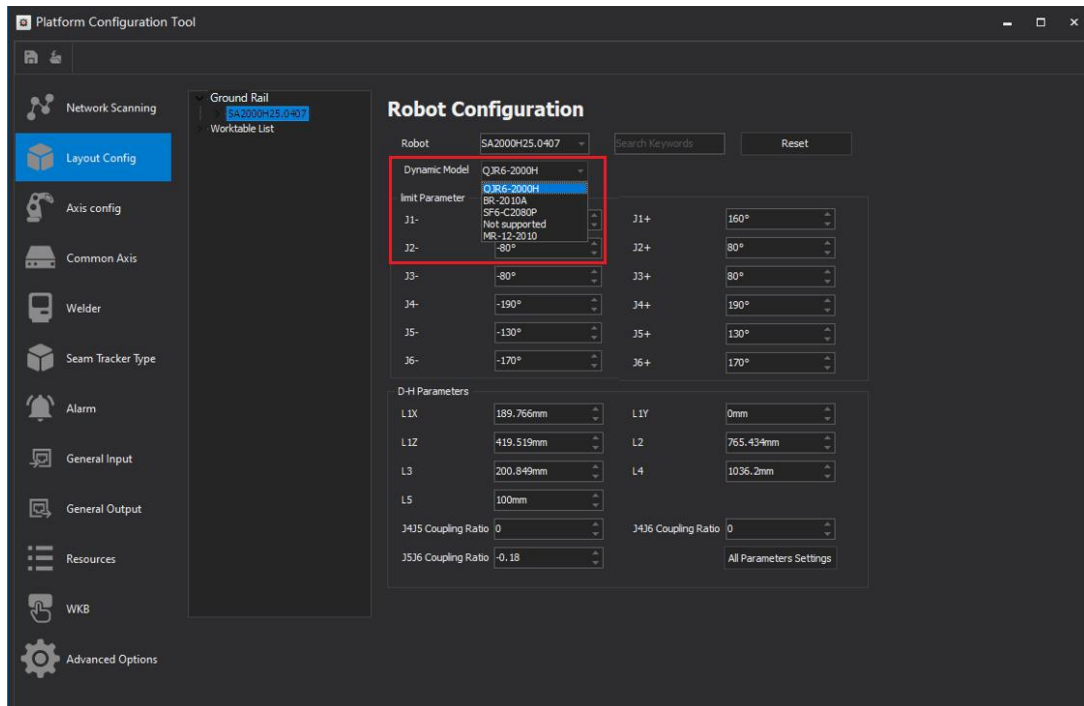 Platform Configuration Tool
Network Scanning
Layout Config
Axis config
Common Axis
Welder
Seam Tracker Type
Alarm
General Input
General Output
Resources
WKB
Advanced Options
Ground Rail
SA2000H25.0407
Worktable List
Robot Configuration
Robot SA2000H25.0407 Search Keywords Reset
Dynamic Model QJR6-2000H
QJR6-2000H
BR-2010A
SF6-C2080P
Not supported
MR-12-2010
limit Parameter
J1- J1+ 160°
J2- -80° J2+ 80°
J3- -80° J3+ 80°
J4- -190° J4+ 190°
J5- -130° J5+ 130°
J6- -170° J6+ 170°
D-H Parameters
L1X 189.766mm L1Y 0mm
L1Z 419.519mm L2 765.434mm
L3 200.849mm L4 1036.2mm
L5 100mm
J4J5 Coupling Ratio 0 J4J6 Coupling Ratio 0
J5J6 Coupling Ratio -0.18 All Parameters Settings